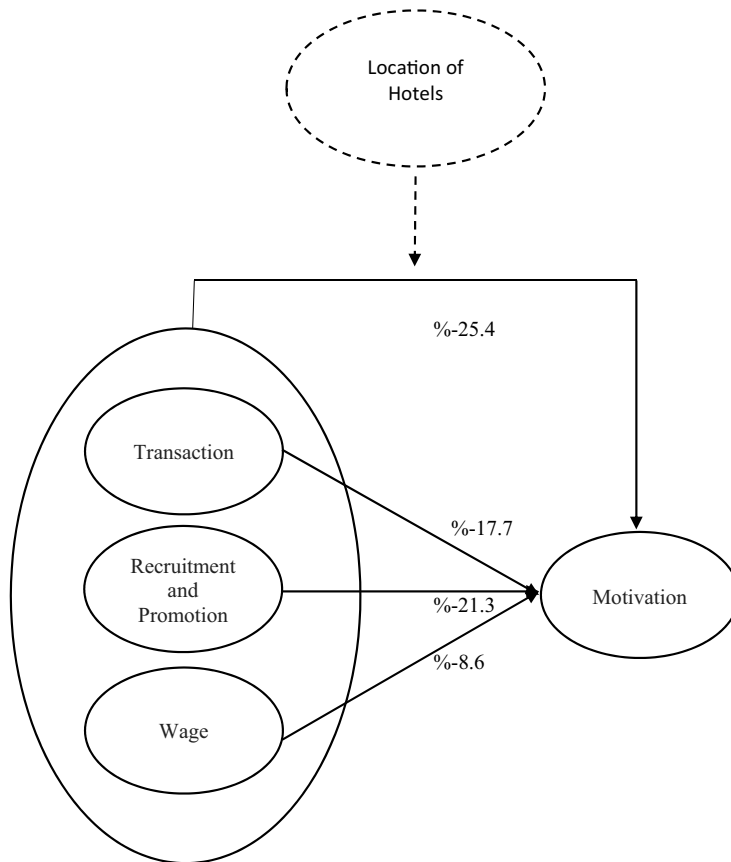 Location of
Hotels
%-25.4
Transaction
%-17.7
Recruitment
and
Promotion
%-21.3
Motivation
%-8.6
Wage